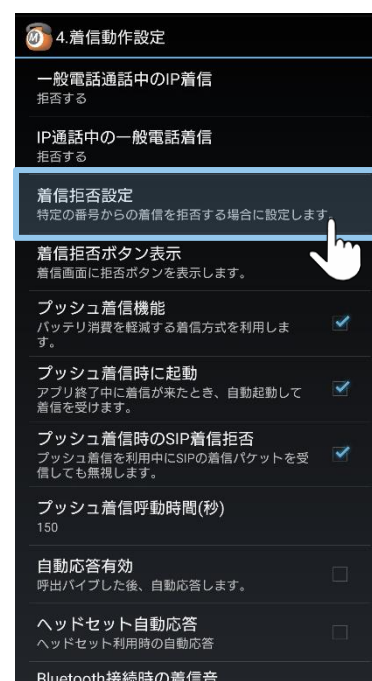 4.着信動作設定
一般電話通話中のIP着信
拒否する
IP通話中の一般電話着信
拒否する
着信拒否設定
特定の番号からの着信を拒否する場合に設定します。
着信拒否ボタン表示
着信画面に拒否ボタンを表示します。
プッシュ着信機能
バッテリ消費を軽減する着信方式を利用しま
す。
プッシュ着信時に起動
アプリ終了中に着信が来たとき、自動起動して
着信を受けます。
プッシュ着信時のSIP着信拒否
プッシュ着信を利用中にSIPの着信パケットを受
信しても無視します。
プッシュ着信呼動時間(秒)
150
自動応答有効
呼出バイブした後、自動応答します。
ヘッドセット自動応答
ヘッドセット利用時の自動応答
Bluetooth接続時の着信音